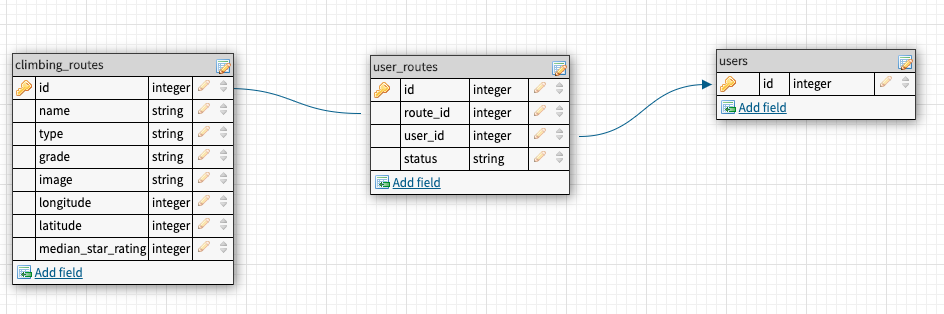 climbing_routes
id integer
name string
type string
grade string
image string
longitude integer
latitude integer
median_star_rating integer
Add field
user_routes
id integer
route_id integer
user_id integer
status string
Add field
users
id integer
Add field